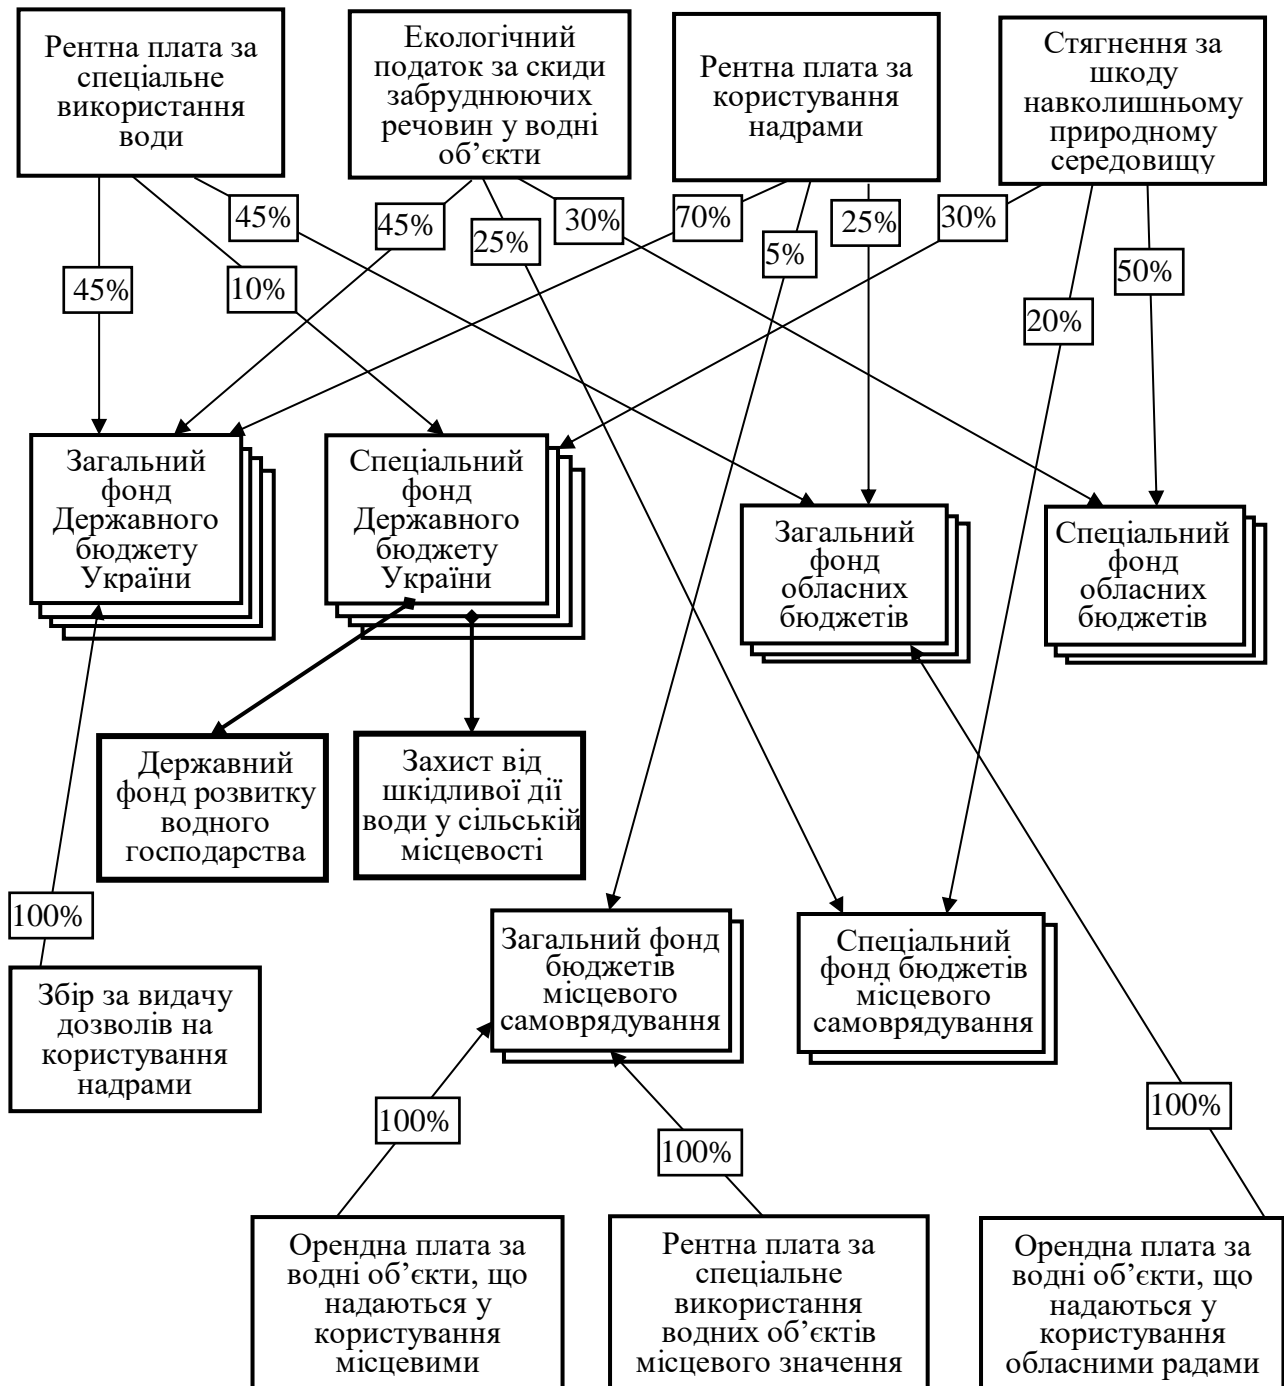 Рентна плата за
спеціальне
використання
води
Екологічний
податок за скиди
забруднюючих
речовин у водні
об’єкти
Рентна плата за
користування
надрами
Стягнення за
шкоду
навколишньому
природному
середовищу
45%
45%
25%
30%
70%
5%
25%
30%
50%
45%
10%
20%
Загальний
фонд
Державного
бюджету
України
Спеціальний
фонд
Державного
бюджету
України
Загальний
фонд
обласних
бюджетів
Спеціальний
фонд
обласних
бюджетів
Державний
фонд розвитку
водного
господарства
Захист від
шкідливої дії
води у сільській
місцевості
100%
Загальний фонд
бюджетів
місцевого
самоврядування
Спеціальний
фонд бюджетів
місцевого
самоврядування
Збір за видачу
дозволів на
користування
надрами
100%
100%
100%
Орендна плата за
водні об’єкти, що
надаються у
користування
місцевими
Рентна плата за
спеціальне
використання
водних об’єктів
місцевого значення
Орендна плата за
водні об’єкти, що
надаються у
користування
обласними радами